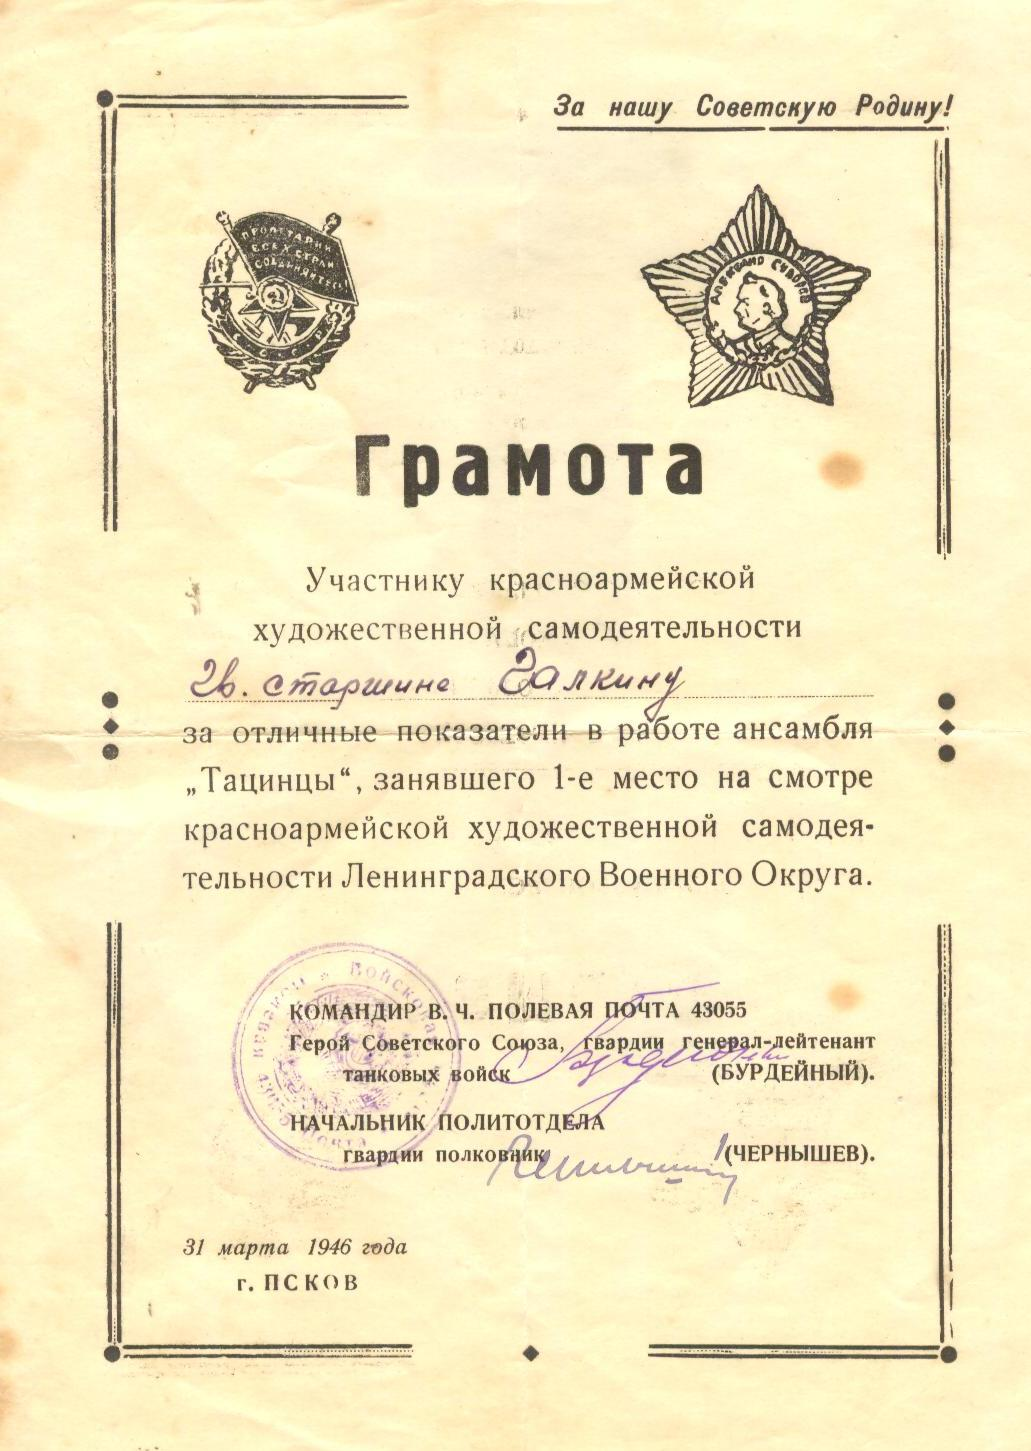 За нашу Советскую Родину!
ПРОЛЕТАРИИ
ВСЕХ СТРАН
СОЕДИНЯЙТЕСЬ
СССР
АЛЕКСАНДР СУВОРОВ
Грамота
Участнику красноармейской
художественной самодеятельности
гв. старшине Галкину
за отличные показатели в работе ансамбля
„Тацинцы“, занявшего 1-е место на смотре
красноармейской художественной самодея-
тельности Ленинградского Военного Округа.
Войсковая
почта
КОМАНДИР В. Ч. ПОЛЕВАЯ ПОЧТА 43055
Герой Советского Союза, гвардии генерал-лейтенант
танковых войск (БУРДЕЙНЫЙ).
НАЧАЛЬНИК ПОЛИТОТДЕЛА
гвардии полковник (ЧЕРНЫШЕВ).
31 марта 1946 года
г. ПСКОВ